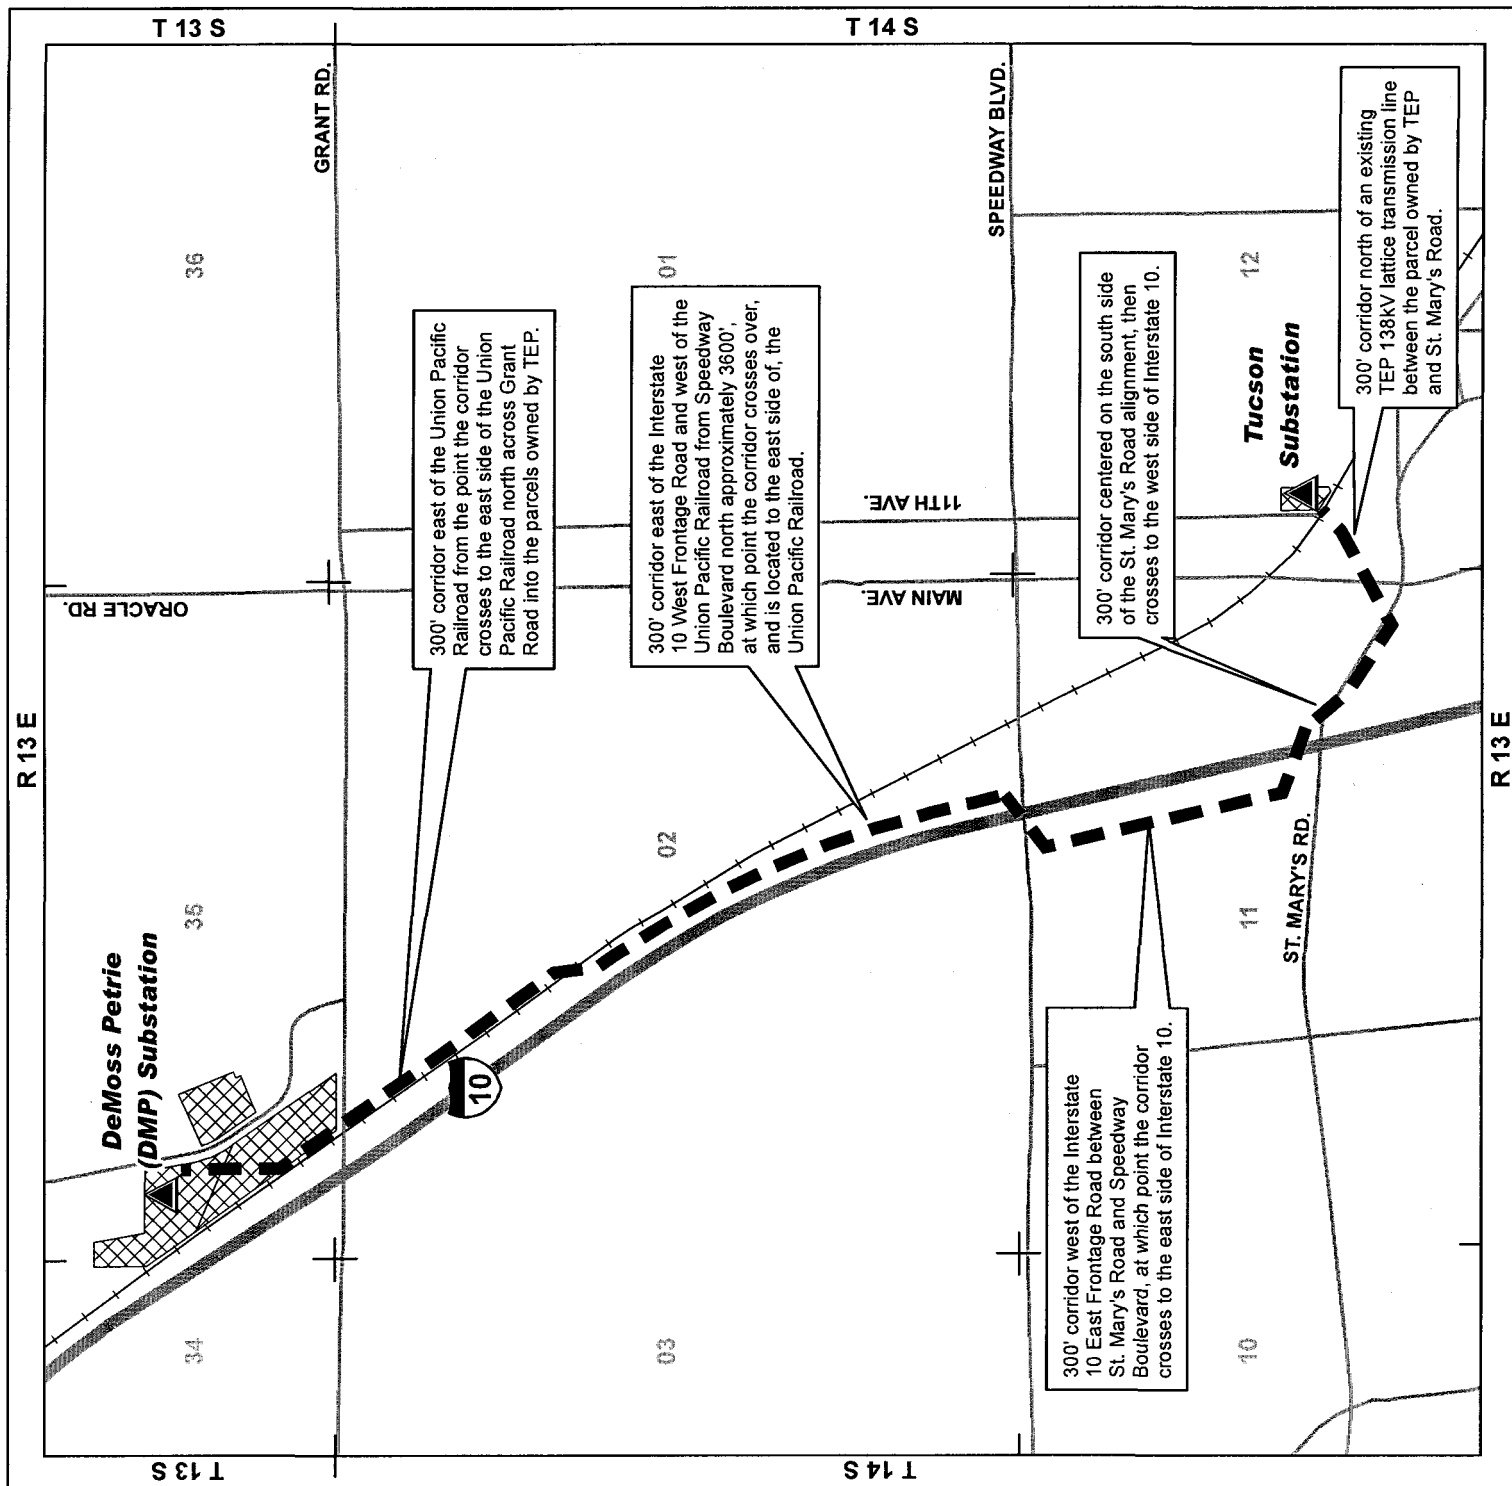 R 13 E
T 13 S
T 14 S
T 13 S
T 14 S
R 13 E
34
35
36
03
02
01
10
11
12
DeMoss Petrie
(DMP) Substation
ORACLE RD.
GRANT RD.
10
300' corridor east of the Union Pacific
Railroad from the point the corridor
crosses to the east side of the Union
Pacific Railroad north across Grant
Road into the parcels owned by TEP.
300' corridor east of the Interstate
10 West Frontage Road and west of the
Union Pacific Railroad from Speedway
Boulevard north approximately 3600',
at which point the corridor crosses over,
and is located to the east side of, the
Union Pacific Railroad.
MAIN AVE.
11TH AVE.
SPEEDWAY BLVD.
300' corridor west of the Interstate
10 East Frontage Road between
St. Mary's Road and Speedway
Boulevard, at which point the corridor
crosses to the east side of Interstate 10.
300' corridor centered on the south side
of the St. Mary's Road alignment, then
crosses to the west side of Interstate 10.
Tucson
Substation
ST. MARY'S RD.
300' corridor north of an existing
TEP 138kV lattice transmission line
between the parcel owned by TEP
and St. Mary's Road.